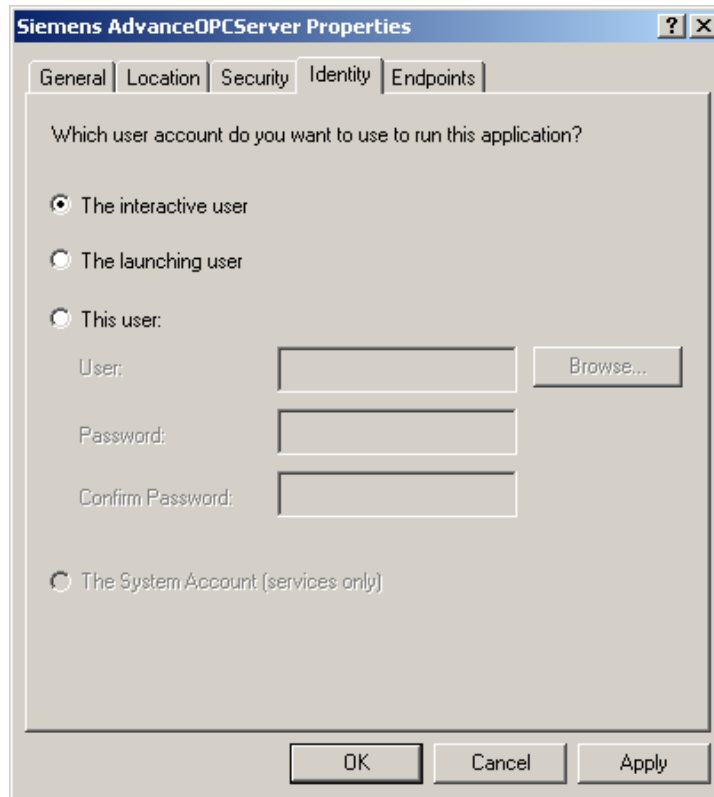 Siemens AdvanceOPCServer Properties
General Location Security Identity Endpoints
Which user account do you want to use to run this application?
The interactive user
The launching user
This user:
User: Browse...
Password:
Confirm Password:
The System Account (services only)
OK Cancel Apply